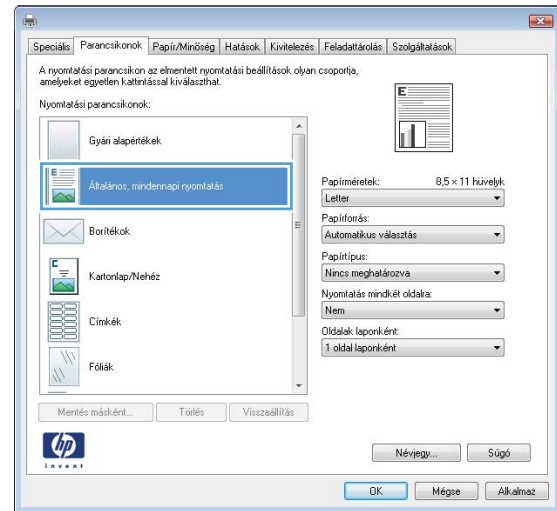 Speciális Parancsikonok Papír/Minőség Hatások Kivitelezés Feladattárolás Szolgáltatások
A nyomtatási parancsikon az elmentett nyomtatási beállítások olyan csoportja,
amelyeket egyetlen kattintással kiválaszthat.
Nyomtatási parancsikonok:
Gyári alapértékek
Általános, mindennapi nyomtatás
Borítékok
Kartonlap/Nehéz
Címkék
Fóliák
E
Papírméretek: 8,5 × 11 hüvelyk
Letter
Papírforrás:
Automatikus választás
Papírtípus:
Nincs meghatározva
Nyomtatás mindkét oldalra:
Nem
Oldalak laponként:
1 oldal laponként
Mentés másként... Törlés Visszaállítás
hp
invent
Névjegy... Súgó
OK Mégse Alkalmaz